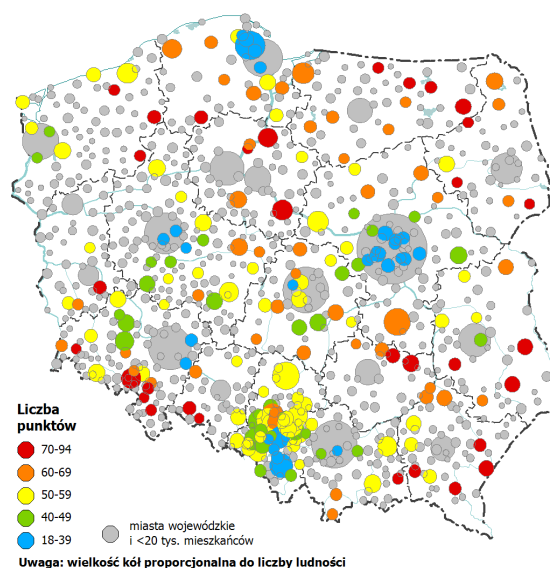 Liczba
punktów
70-94
60-69
50-59
40-49
18-39
miasta wojewódzkie
i <20 tys. mieszkańców
Uwaga: wielkość kół proporcjonalna do liczby ludności